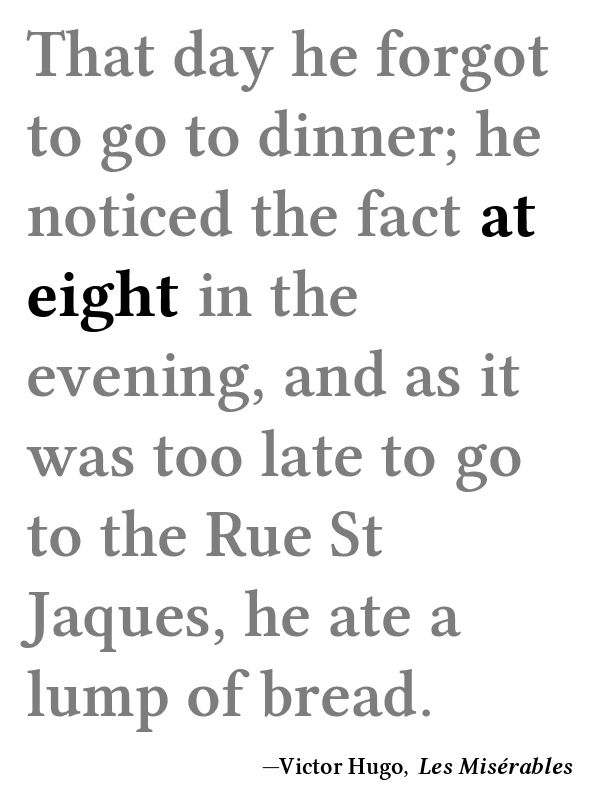 That day he forgot
to go to dinner; he
noticed the fact at
eight in the
evening, and as it
was too late to go
to the Rue St
Jaques, he ate a
lump of bread.
—Victor Hugo, Les Misérables